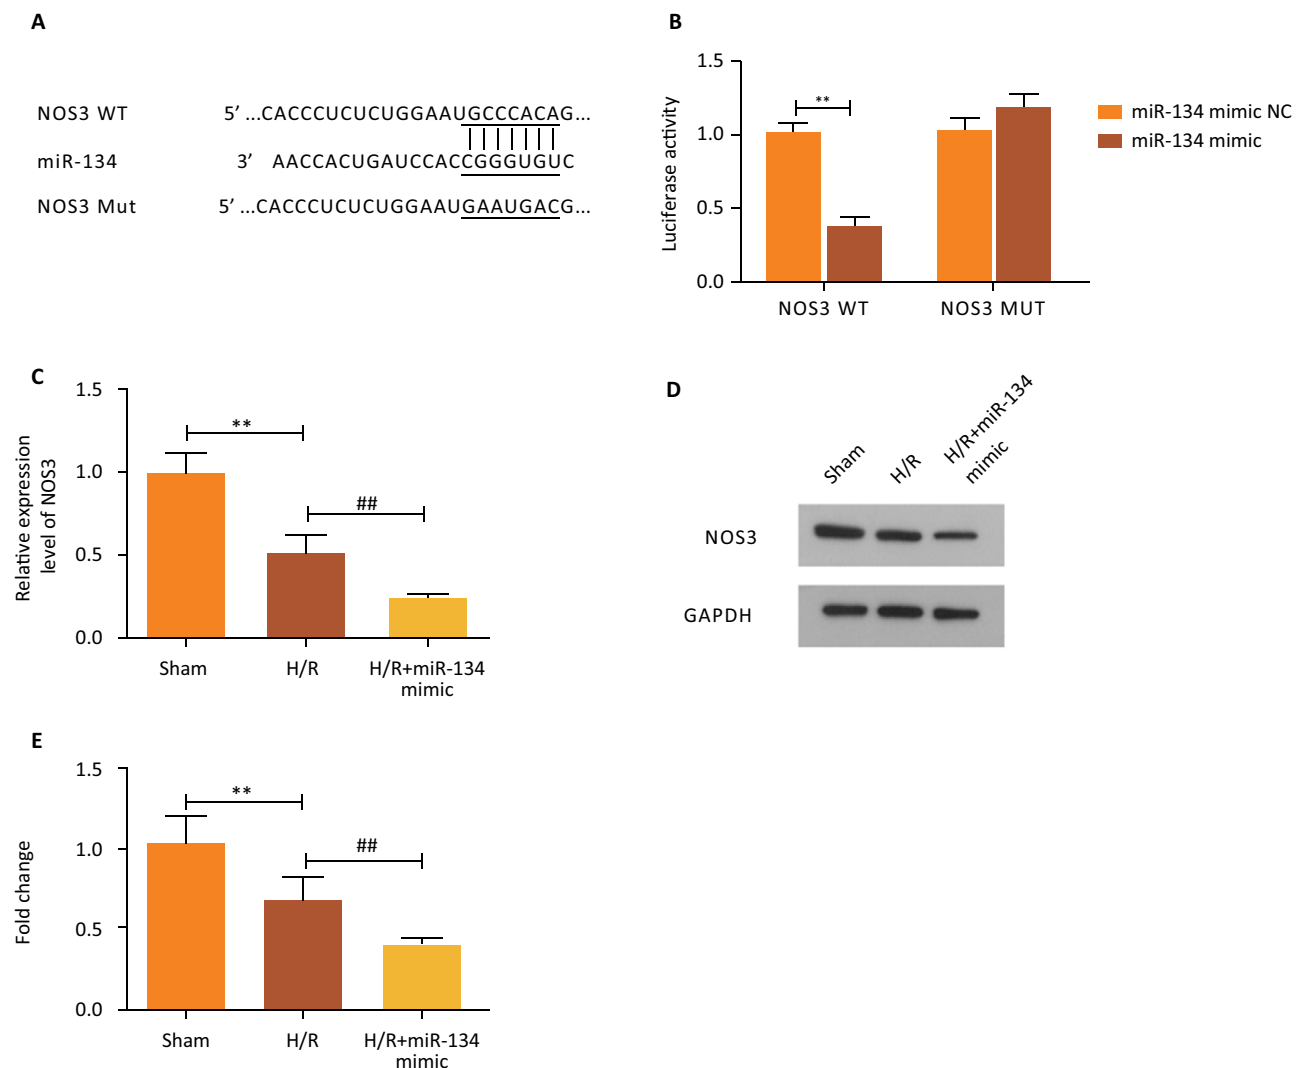 A
NOS3 WT 5’ ...CACCCUCUCUGGAAUGCCCACAG...
miR-134 3’ AACCACUGAUCCACCGGGUGUC
NOS3 Mut 5’ ...CACCCUCUCUGGAAUGAAUGACG...
B
Luciferase activity
1.5
1.0
0.5
0.0
**
NOS3 WT
NOS3 MUT
miR-134 mimic NC
miR-134 mimic
C
Relative expression
level of NOS3
1.5
1.0
0.5
0.0
**
##
Sham
H/R
H/R+miR-134
mimic
D
Sham
H/R
H/R+miR-134
mimic
NOS3
GAPDH
E
Fold change
1.5
1.0
0.5
0.0
**
##
Sham
H/R
H/R+miR-134
mimic